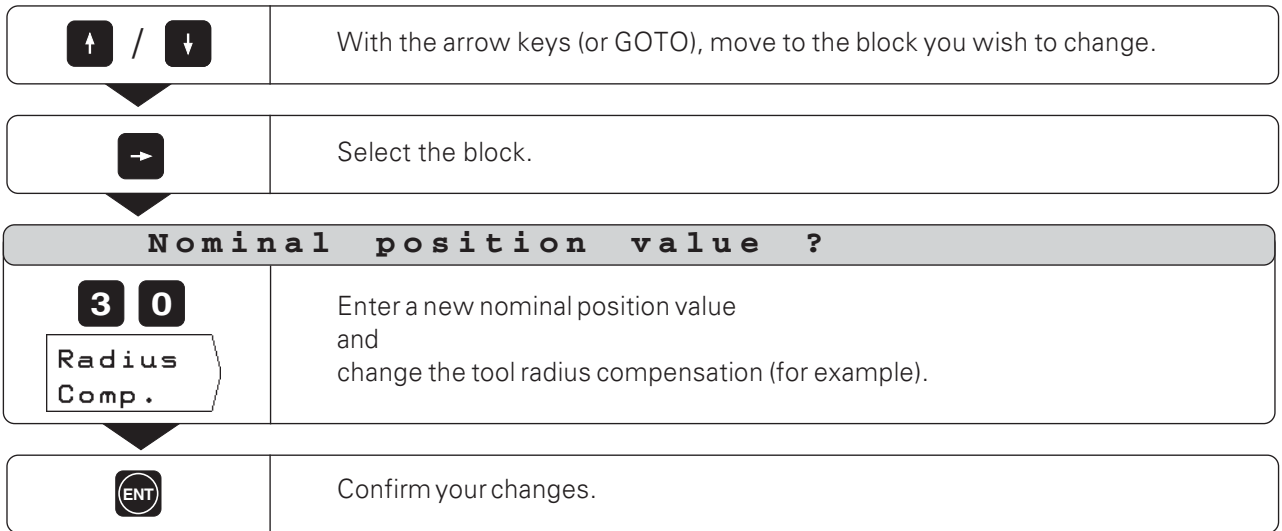 /
With the arrow keys (or GOTO), move to the block you wish to change.
Select the block.
Nominal position value ?
3 0
Radius
Comp.
Enter a new nominal position value
and
change the tool radius compensation (for example).
ENT
Confirm your changes.